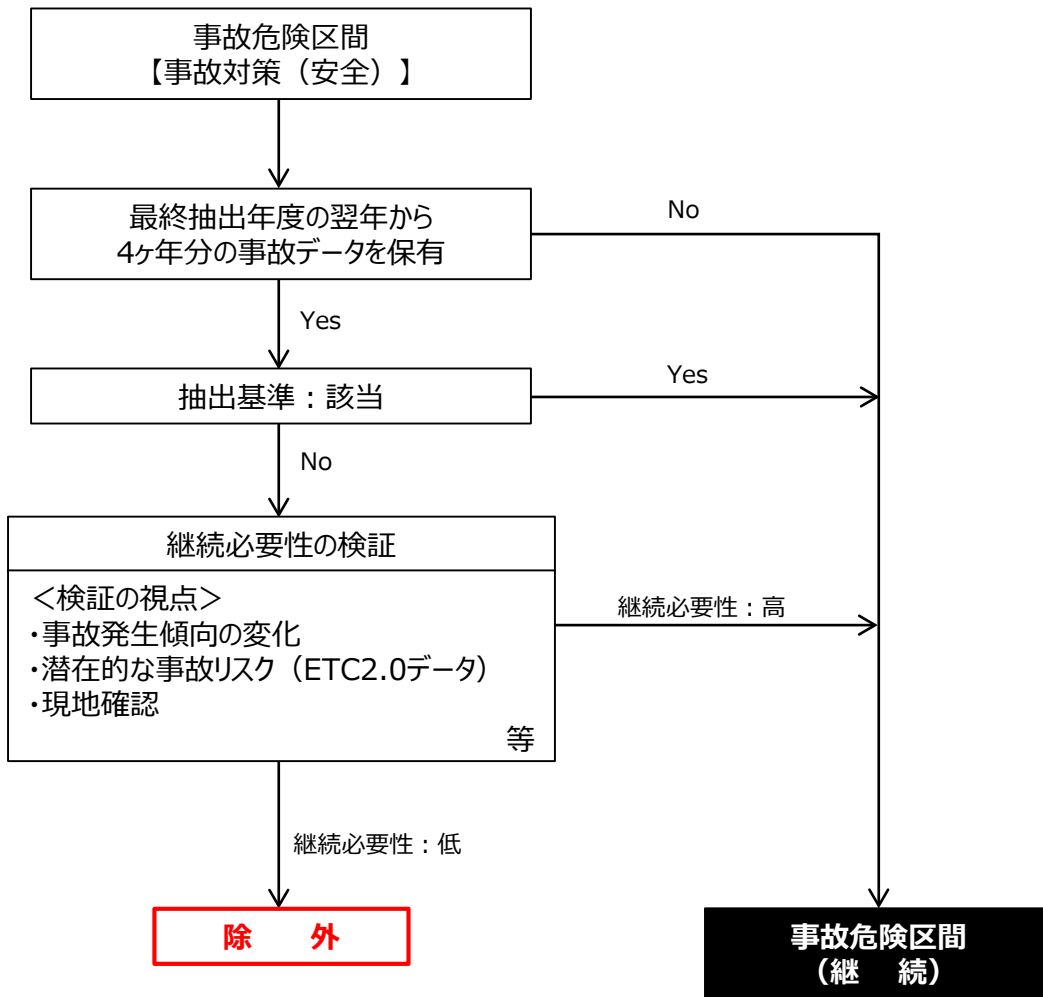 事故危険区間
【事故対策（安全）】
最終抽出年度の翌年から
4ヶ年分の事故データを保有
No
Yes
抽出基準：該当
Yes
No
継続必要性の検証
＜検証の視点＞
・事故発生傾向の変化
・潜在的な事故リスク（ETC2.0データ）
・現地確認
等
継続必要性：高
継続必要性：低
除　外
事故危険区間
（継　続）